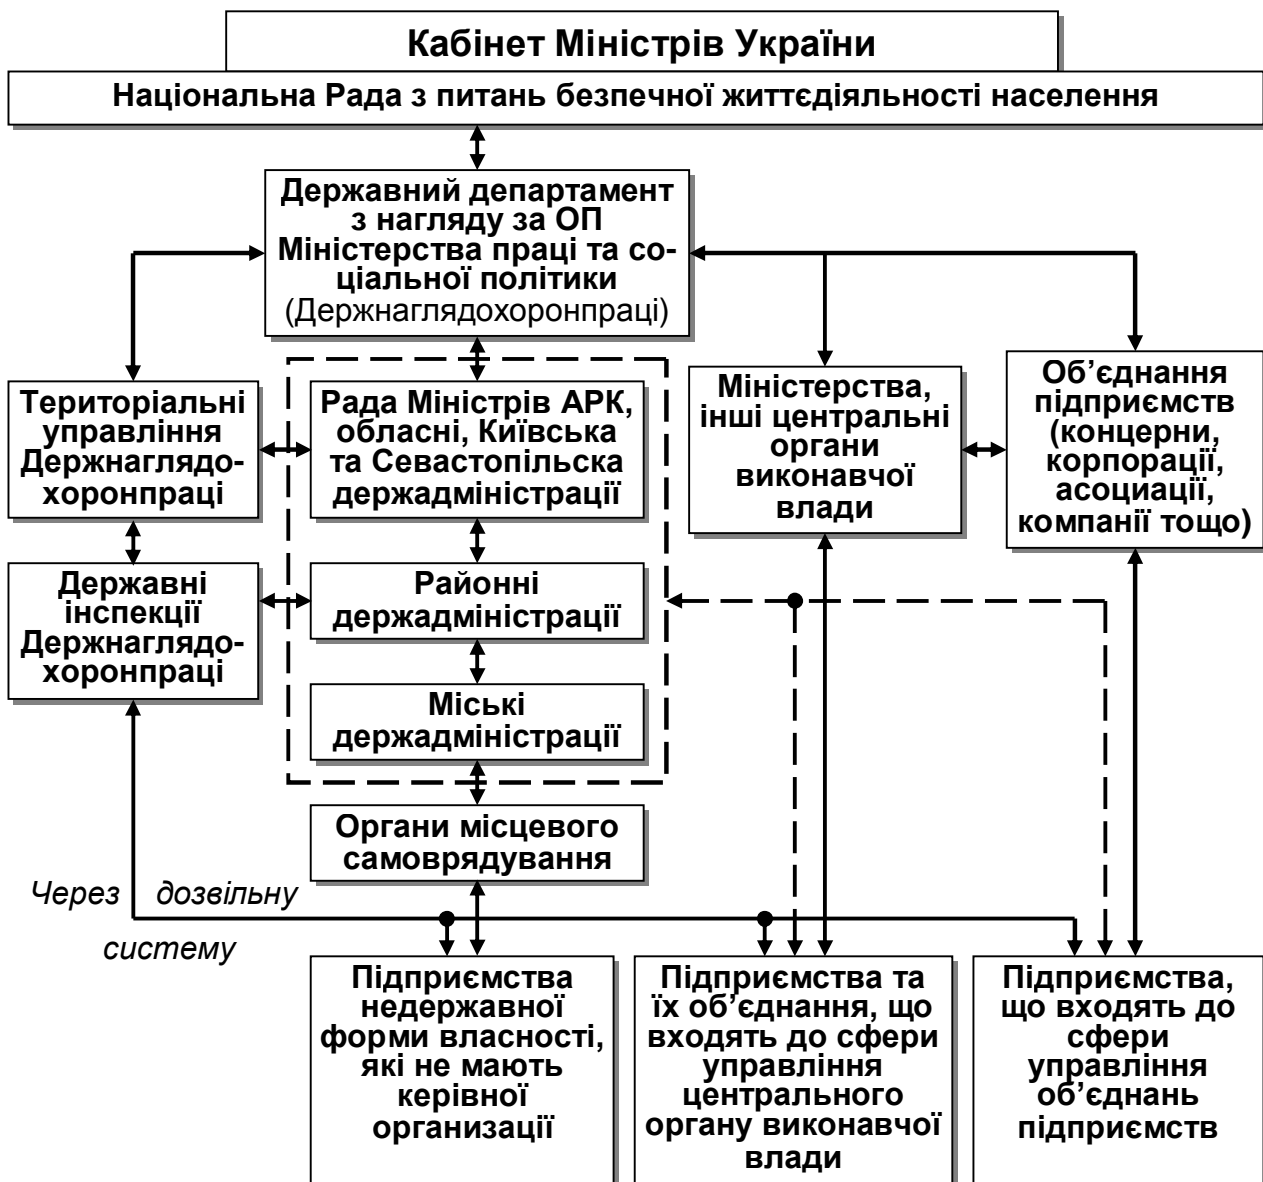 Кабінет Міністрів України
Національна Рада з питань безпечної життєдіяльності населення
Державний департамент
з нагляду за ОП
Міністерства праці та со-
ціальної політики
(Держнаглядохоронпраці)
Територіальні
управління
Держнаглядо-
хоронпраці
Рада Міністрів АРК,
обласні, Київська
та Севастопільска
держадміністрації
Міністерства,
інші центральні
органи
виконавчої
влади
Об’єднання
підприємств
(концерни,
корпорації,
асоциації,
компанії тощо)
Державні
інспекції
Держнаглядо-
хоронпраці
Районні
держадміністрації
Міські
держадміністрації
Органи місцевого
самоврядування
Через дозвільну
систему
Підприємства
недержавної
форми власності,
які не мають
керівної
организації
Підприємства та
їх об’єднання, що
входять до сфери
управління
центрального
органу виконавчої
влади
Підприємства,
що входять до
сфери
управління
об’єднань
підприємств